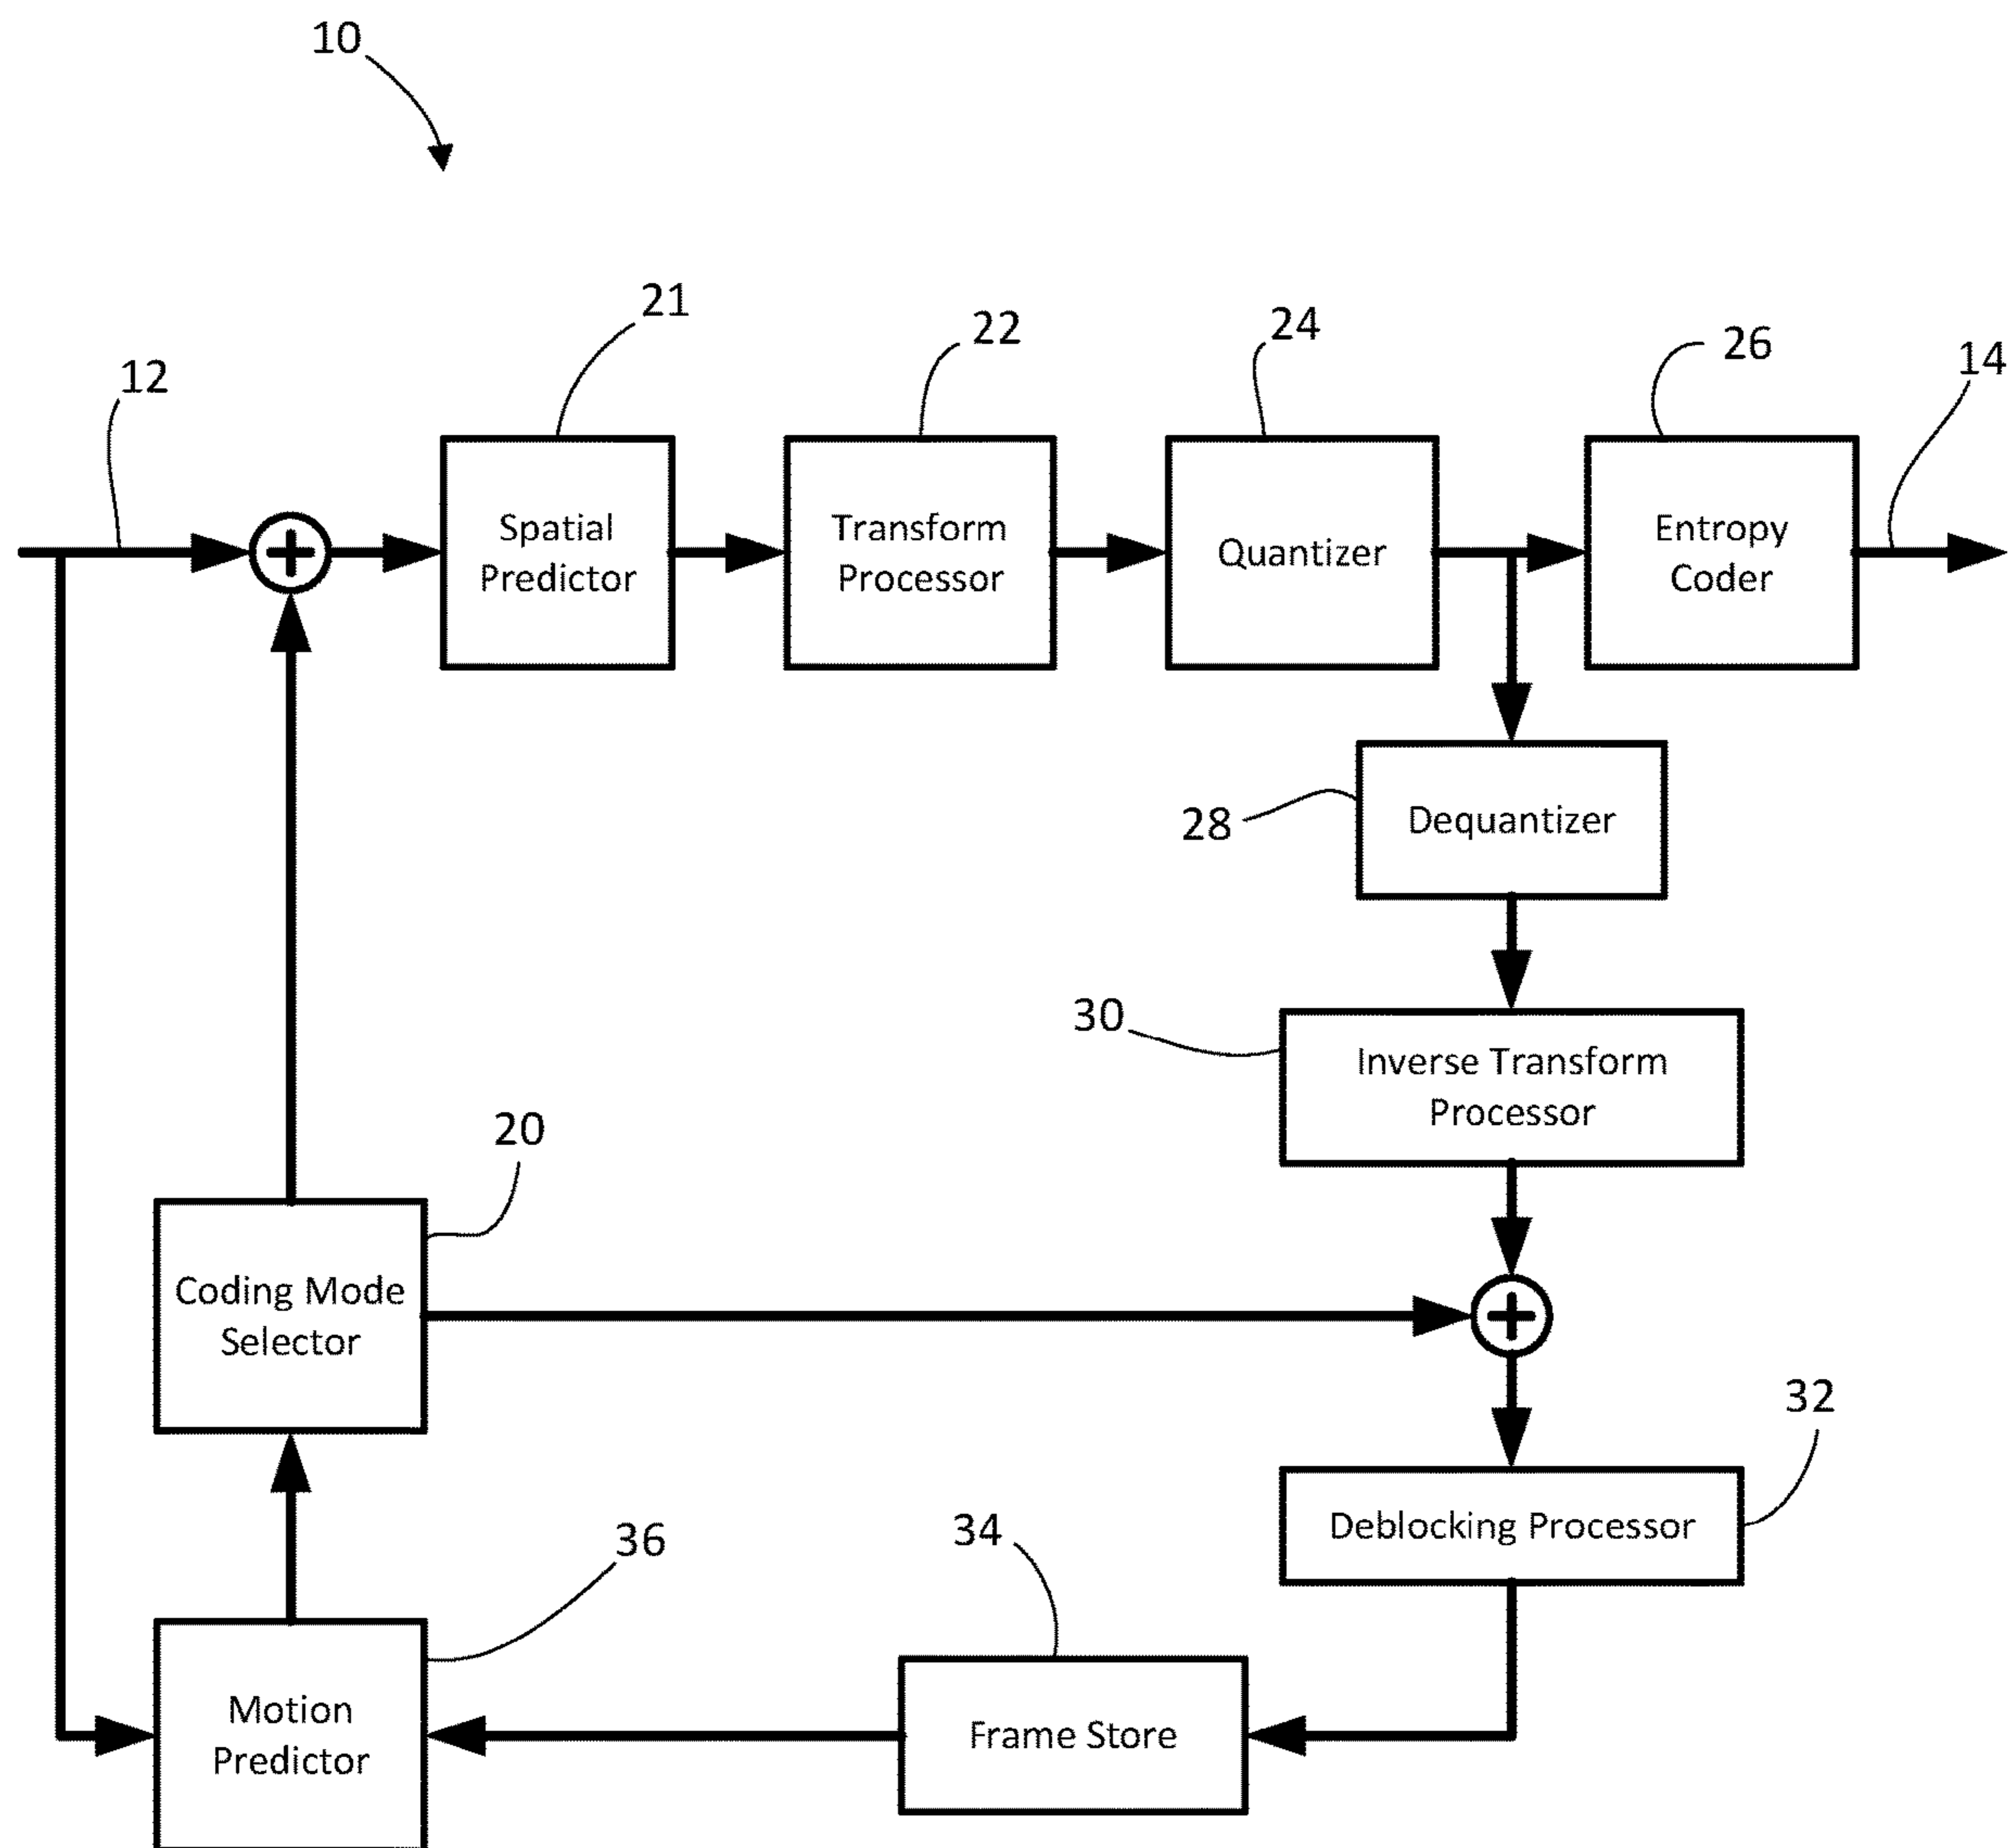 10
21
22
24
26
14
12
Spatial
Predictor
Transform
Processor
Quantizer
Entropy
Coder
28
Dequantizer
30
Inverse Transform
Processor
20
Coding Mode
Selector
32
Deblocking Processor
36
34
Motion
Predictor
Frame Store